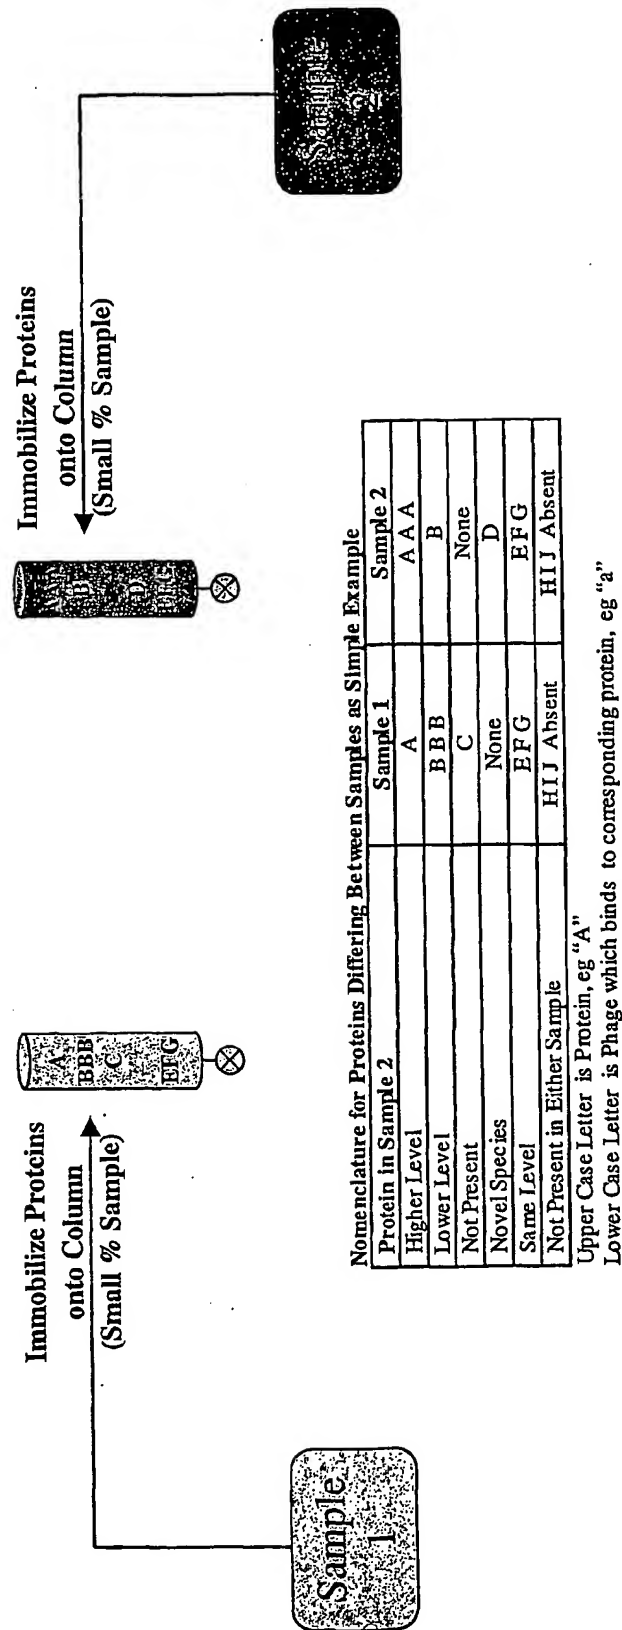 Immobilize Proteins
onto Column
(Small % Sample)
Sample
1
A
BBB
C
EFG
Immobilize Proteins
onto Column
(Small % Sample)
Sample
B
D
EFG
Nomenclature for Proteins Differing Between Samples as Simple Example
Protein in Sample 2 Sample 1 Sample 2
Higher Level A A A A
Lower Level B B B B
Not Present C None
Novel Species None D
Same Level E F G E F G
Not Present in Either Sample H I J Absent H I J Absent
Upper Case Letter is Protein, eg “A”
Lower Case Letter is Phage which binds to corresponding protein, eg “a”